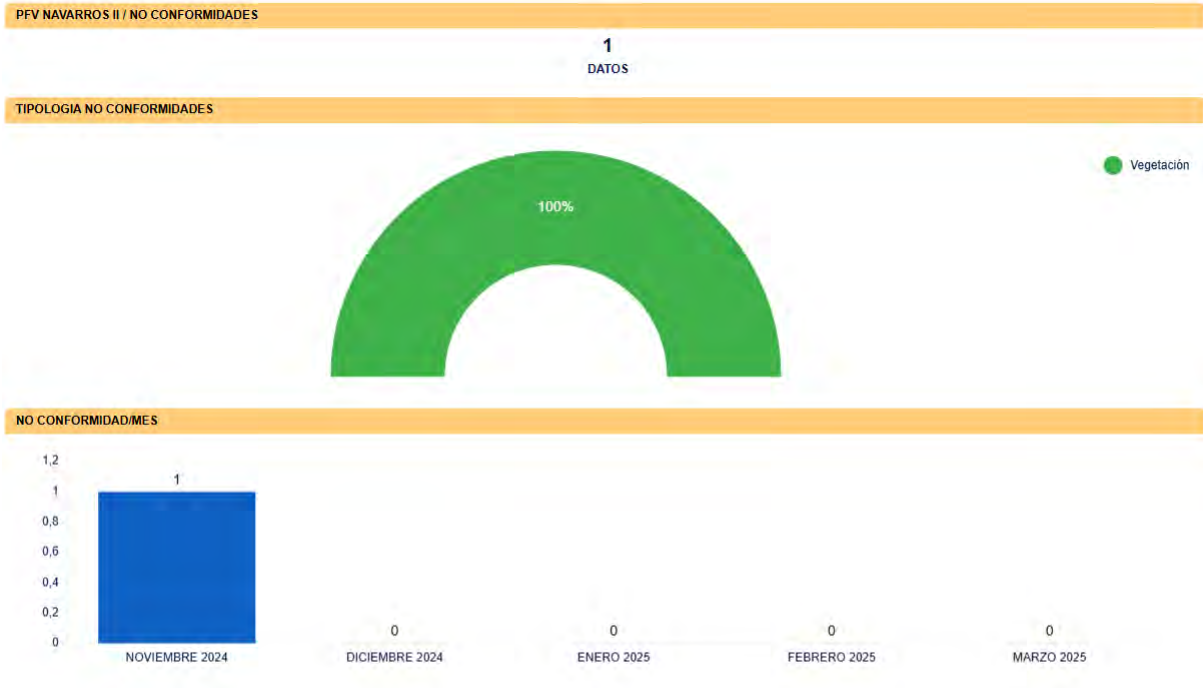 PFV NAVARROS II / NO CONFORMIDADES
1
DATOS
TIPOLOGIA NO CONFORMIDADES
Vegetación
100%
NO CONFORMIDAD/MES
1,2
1
0,8
0,6
0,4
0,2
0
1
0
0
0
0
NOVIEMBRE 2024
DICIEMBRE 2024
ENERO 2025
FEBRERO 2025
MARZO 2025